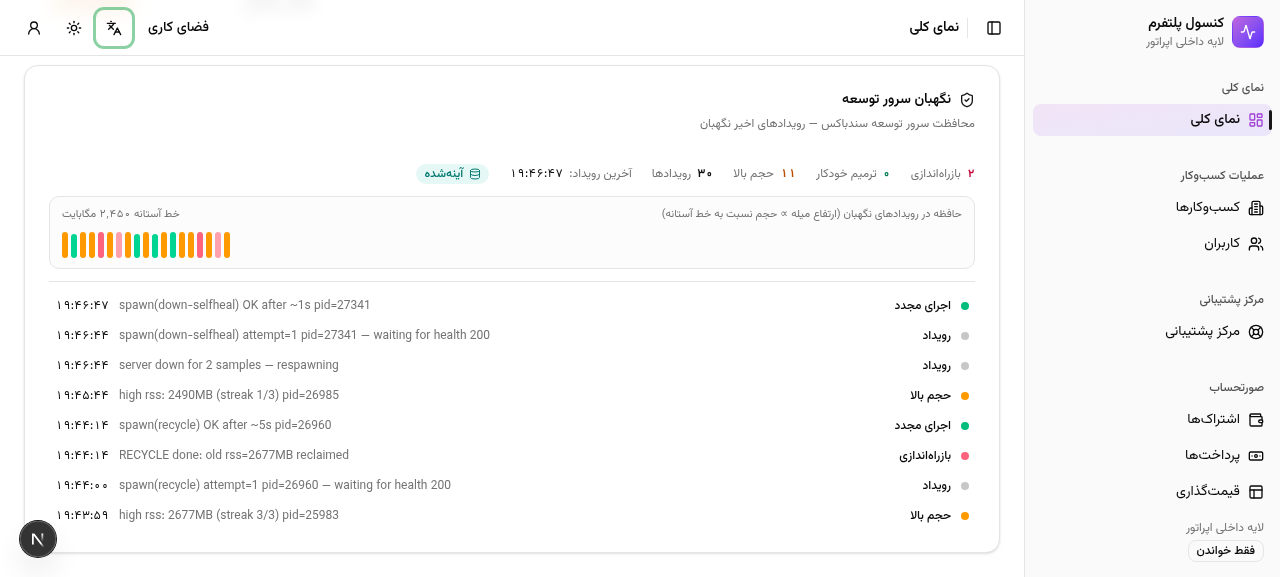 کنسول پلتفرم
لایه داخلی اپراتور
نمای کلی
نمای کلی
عملیات کسب‌وکار
کسب‌وکارها
کاربران
مرکز پشتیبانی
مرکز پشتیبانی
صورتحساب
اشتراک‌ها
پرداخت‌ها
قیمت‌گذاری
لایه داخلی اپراتور
فقط خواندن
نمای کلی
فضای کاری
نگهبان سرور توسعه
محافظت سرور توسعه سندباکس — رویدادهای اخیر نگهبان
۲ بازراه‌اندازی ۰ ترمیم خودکار ۱۱ حجم بالا ۳۰ رویدادها آخرین رویداد: ۱۹:۴۶:۴۷ آینه‌شده
حافظه در رویدادهای نگهبان (ارتفاع میله ∝ حجم نسبت به خط آستانه) خط آستانه ۲,۴۵۰ مگابایت
اجرای مجدد spawn(down-selfheal) OK after ~1s pid=27341 ۱۹:۴۶:۴۷
رویداد spawn(down-selfheal) attempt=1 pid=27341 — waiting for health 200 ۱۹:۴۶:۴۴
رویداد server down for 2 samples — respawning ۱۹:۴۶:۴۴
حجم بالا high rss: 2490MB (streak 1/3) pid=26985 ۱۹:۴۵:۴۴
اجرای مجدد spawn(recycle) OK after ~5s pid=26960 ۱۹:۴۴:۱۴
بازراه‌اندازی RECYCLE done: old rss=2677MB reclaimed ۱۹:۴۴:۱۴
رویداد spawn(recycle) attempt=1 pid=26960 — waiting for health 200 ۱۹:۴۴:۰۰
حجم بالا high rss: 2677MB (streak 3/3) pid=25983 ۱۹:۴۳:۵۹
N